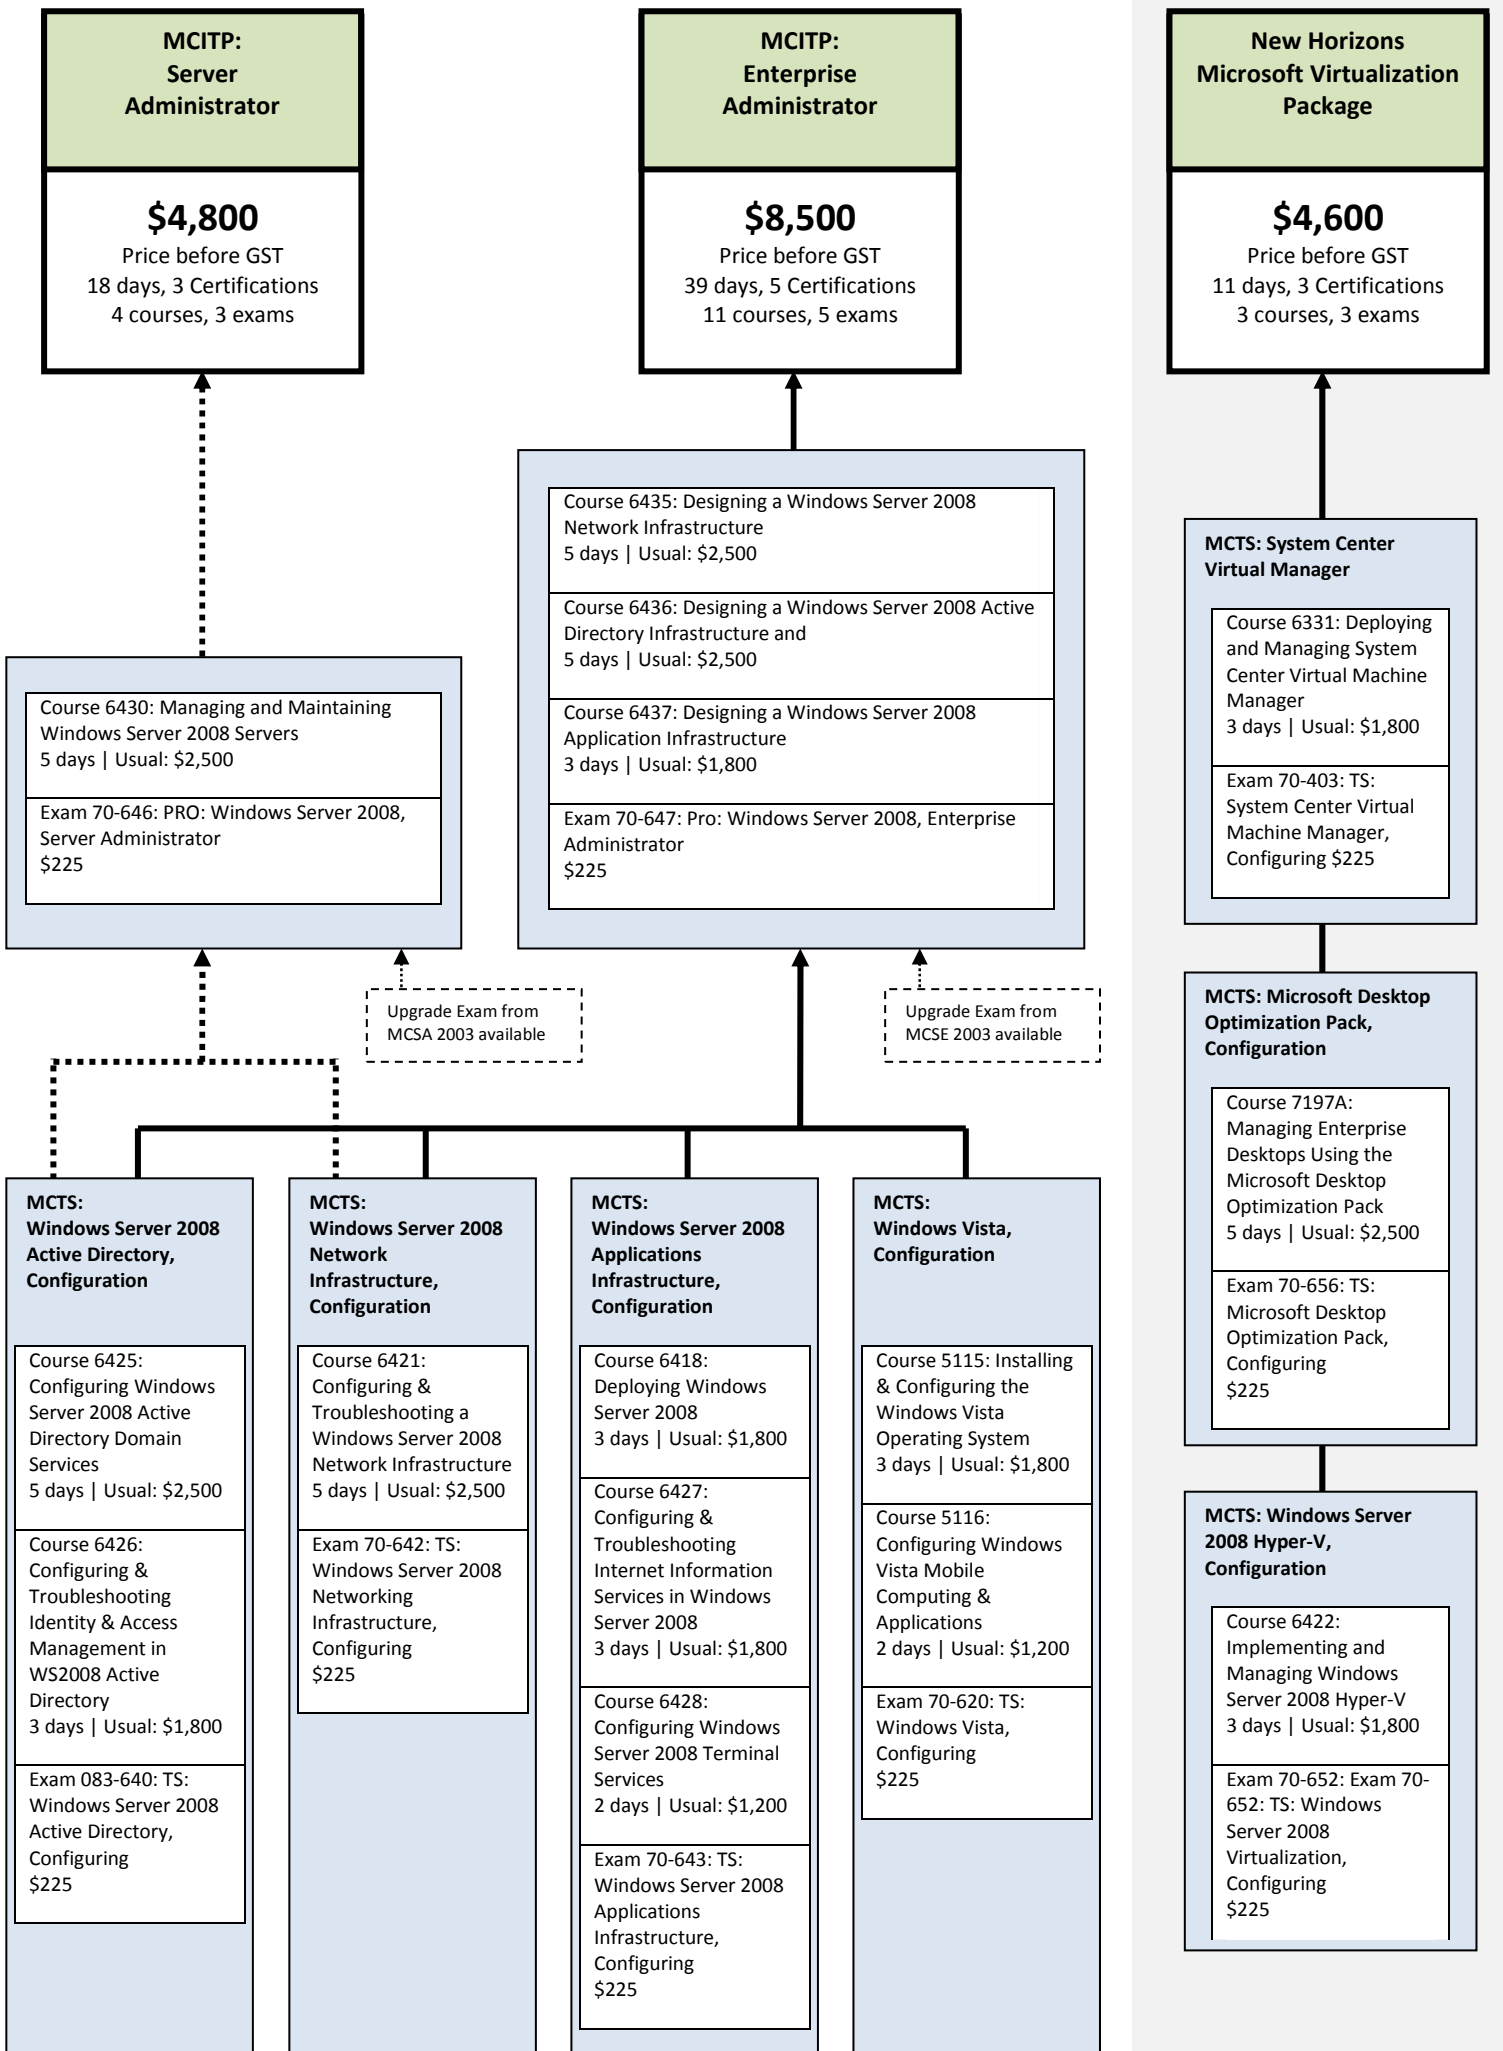 MCITP:
Server
Administrator
$4,800
Price before GST
18 days, 3 Certifications
4 courses, 3 exams
MCITP:
Enterprise
Administrator
$8,500
Price before GST
39 days, 5 Certifications
11 courses, 5 exams
New Horizons
Microsoft Virtualization
Package
$4,600
Price before GST
11 days, 3 Certifications
3 courses, 3 exams
Course 6430: Managing and Maintaining
Windows Server 2008 Servers
5 days | Usual: $2,500
Exam 70-646: PRO: Windows Server 2008,
Server Administrator
$225
Course 6435: Designing a Windows Server 2008
Network Infrastructure
5 days | Usual: $2,500
Course 6436: Designing a Windows Server 2008 Active
Directory Infrastructure and
5 days | Usual: $2,500
Course 6437: Designing a Windows Server 2008
Application Infrastructure
3 days | Usual: $1,800
Exam 70-647: Pro: Windows Server 2008, Enterprise
Administrator
$225
Upgrade Exam from
MCSA 2003 available
Upgrade Exam from
MCSE 2003 available
MCTS:
Windows Server 2008
Active Directory,
Configuration
Course 6425:
Configuring Windows
Server 2008 Active
Directory Domain
Services
5 days | Usual: $2,500
Course 6426:
Configuring &
Troubleshooting
Identity & Access
Management in
WS2008 Active
Directory
3 days | Usual: $1,800
Exam 083-640: TS:
Windows Server 2008
Active Directory,
Configuring
$225
MCTS:
Windows Server 2008
Network
Infrastructure,
Configuration
Course 6421:
Configuring &
Troubleshooting a
Windows Server 2008
Network Infrastructure
5 days | Usual: $2,500
Exam 70-642: TS:
Windows Server 2008
Networking
Infrastructure,
Configuring
$225
MCTS:
Windows Server 2008
Applications
Infrastructure,
Configuration
Course 6418:
Deploying Windows
Server 2008
3 days | Usual: $1,800
Course 6427:
Configuring &
Troubleshooting
Internet Information
Services in Windows
Server 2008
3 days | Usual: $1,800
Course 6428:
Configuring Windows
Server 2008 Terminal
Services
2 days | Usual: $1,200
Exam 70-643: TS:
Windows Server 2008
Applications
Infrastructure,
Configuring
$225
MCTS:
Windows Vista,
Configuration
Course 5115: Installing
& Configuring the
Windows Vista
Operating System
3 days | Usual: $1,800
Course 5116:
Configuring Windows
Vista Mobile
Computing &
Applications
2 days | Usual: $1,200
Exam 70-620: TS:
Windows Vista,
Configuring
$225
MCTS: System Center
Virtual Manager
Course 6331: Deploying
and Managing System
Center Virtual Machine
Manager
3 days | Usual: $1,800
Exam 70-403: TS:
System Center Virtual
Machine Manager,
Configuring $225
MCTS: Microsoft Desktop
Optimization Pack,
Configuration
Course 7197A:
Managing Enterprise
Desktops Using the
Microsoft Desktop
Optimization Pack
5 days | Usual: $2,500
Exam 70-656: TS:
Microsoft Desktop
Optimization Pack,
Configuring
$225
MCTS: Windows Server
2008 Hyper-V,
Configuration
Course 6422:
Implementing and
Managing Windows
Server 2008 Hyper-V
3 days | Usual: $1,800
Exam 70-652: Exam 70-
652: TS: Windows
Server 2008
Virtualization,
Configuring
$225